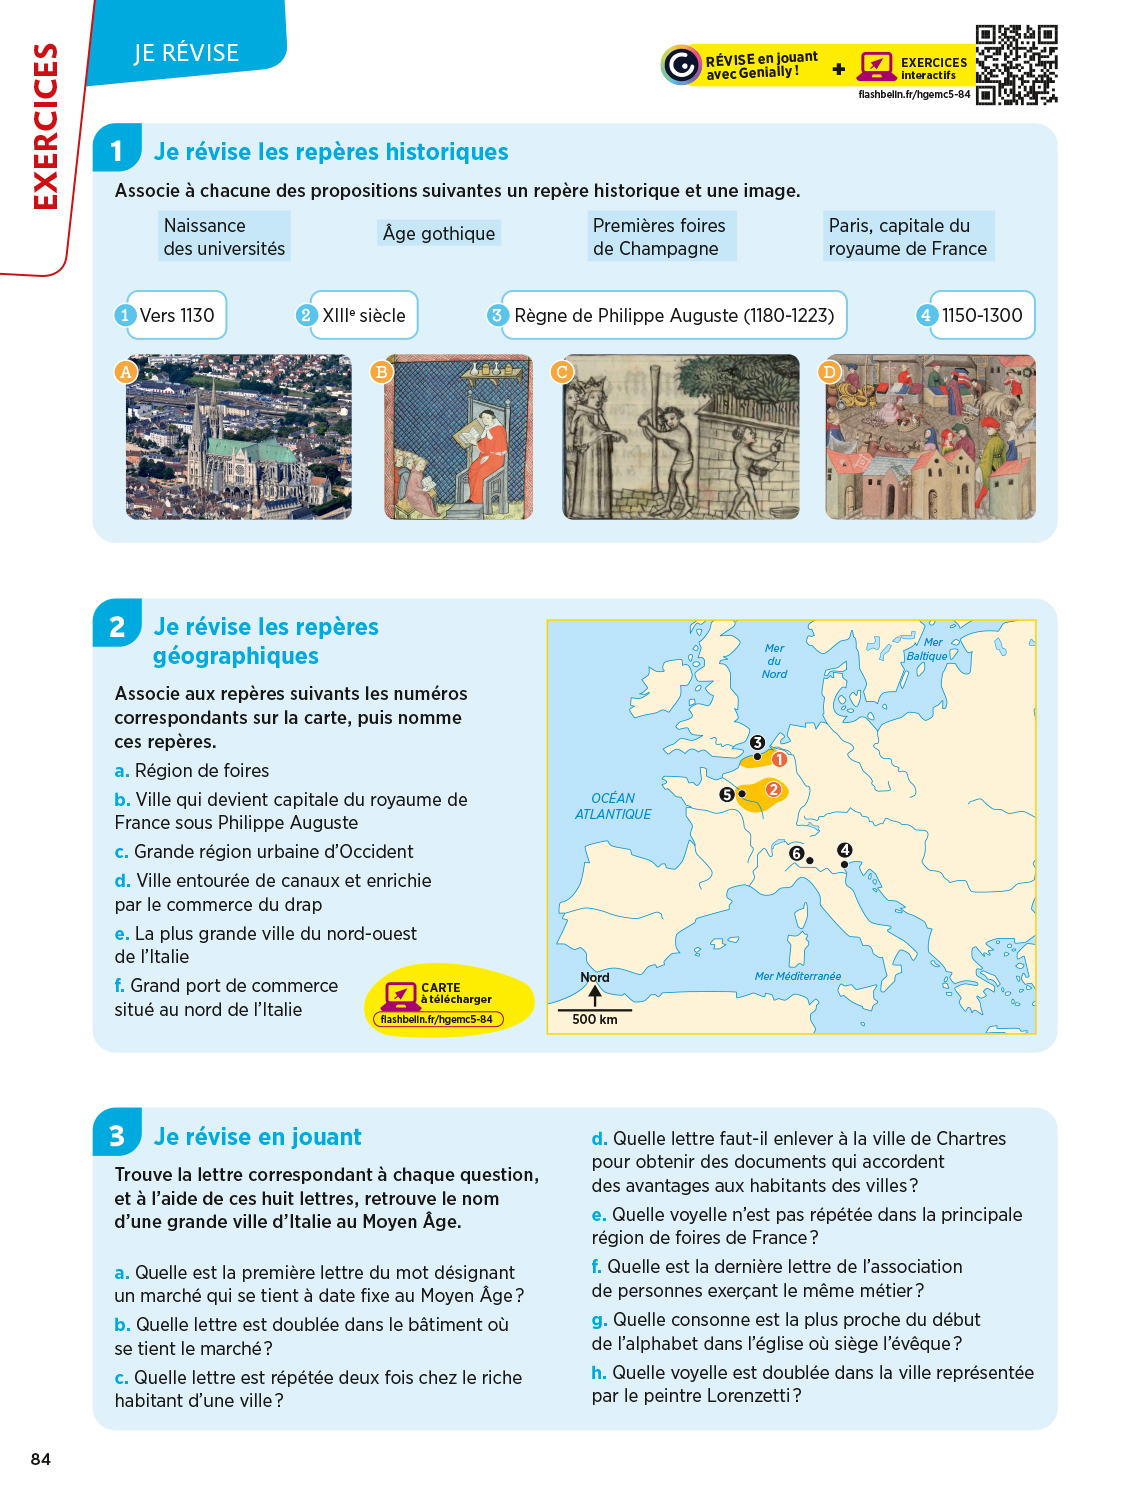 EXERCICES
JE RÉVISE
RÉVISE en jouant
avec Genially !
+
EXERCICES
interactifs
flashbelin.fr/hgemc5-84
1 Je révise les repères historiques
Associe à chacune des propositions suivantes un repère historique et une image.
Naissance
des universités
Âge gothique
Premières foires
de Champagne
Paris, capitale du
royaume de France
1 Vers 1130
2 XIIIe siècle
3 Règne de Philippe Auguste (1180-1223)
4 1150-1300
A
B
C
D
2 Je révise les repères
géographiques
Associe aux repères suivants les numéros
correspondants sur la carte, puis nomme
ces repères.
a. Région de foires
b. Ville qui devient capitale du royaume de
France sous Philippe Auguste
c. Grande région urbaine d'Occident
d. Ville entourée de canaux et enrichie
par le commerce du drap
e. La plus grande ville du nord-ouest
de l'Italie
f. Grand port de commerce
situé au nord de l'Italie
CARTE
à télécharger
flashbelin.fr/hgemc5-84
Mer
du
Nord
Mer
Baltique
3
1
5
2
OCÉAN
ATLANTIQUE
6
4
Mer Méditerranée
Nord
500 km
3 Je révise en jouant
Trouve la lettre correspondant à chaque question,
et à l'aide de ces huit lettres, retrouve le nom
d'une grande ville d'Italie au Moyen Âge.
a. Quelle est la première lettre du mot désignant
un marché qui se tient à date fixe au Moyen Âge ?
b. Quelle lettre est doublée dans le bâtiment où
se tient le marché ?
c. Quelle lettre est répétée deux fois chez le riche
habitant d'une ville ?
d. Quelle lettre faut-il enlever à la ville de Chartres
pour obtenir des documents qui accordent
des avantages aux habitants des villes ?
e. Quelle voyelle n'est pas répétée dans la principale
région de foires de France ?
f. Quelle est la dernière lettre de l'association
de personnes exerçant le même métier ?
g. Quelle consonne est la plus proche du début
de l'alphabet dans l'église où siège l'évêque ?
h. Quelle voyelle est doublée dans la ville représentée
par le peintre Lorenzetti ?
84